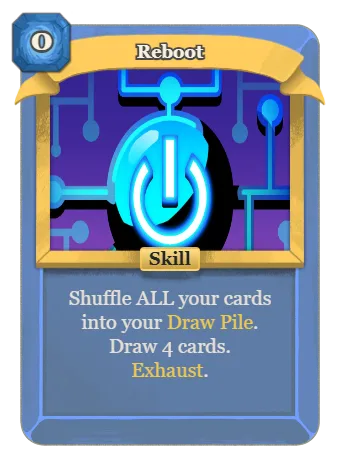 0
Reboot
Skill
Shuffle ALL your cards
into your Draw Pile.
Draw 4 cards.
Exhaust.